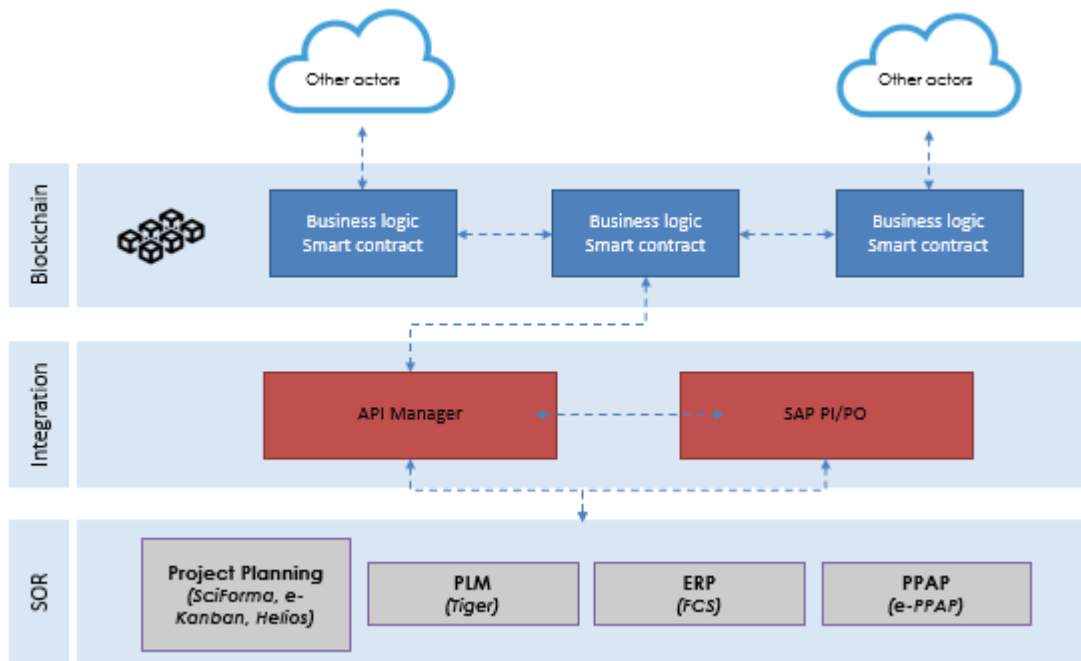 Other actors
Other actors
Blockchain
Business logic
Smart contract
Business logic
Smart contract
Business logic
Smart contract
Integration
API Manager
SAP PI/PO
SOR
Project Planning
(SciForma, e-
Kanban, Helios)
PLM
(Tiger)
ERP
(FCS)
PPAP
(e-PPAP)